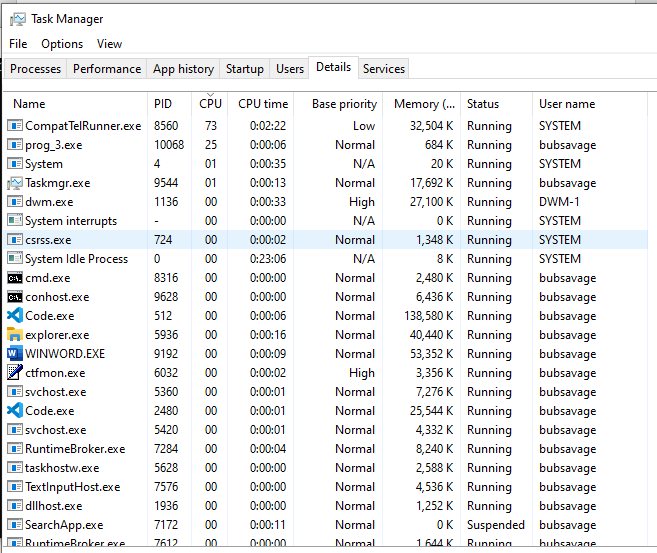 Task Manager
File Options View
Processes Performance App history Startup Users Details Services
Name PID CPU CPU time Base priority Memory (... Status User name
CompatTelRunner.exe 8560 73 0:02:22 Low 32,504 K Running SYSTEM
prog_3.exe 10068 25 0:00:06 Normal 684 K Running bubsavage
System 4 01 0:00:35 N/A 20 K Running SYSTEM
Taskmgr.exe 9544 01 0:00:13 Normal 17,692 K Running bubsavage
dwm.exe 1136 00 0:00:33 High 27,100 K Running DWM-1
System interrupts - 00 0:00:00 N/A 0 K Running SYSTEM
csrss.exe 724 00 0:00:02 Normal 1,348 K Running SYSTEM
System Idle Process 0 00 0:23:06 N/A 8 K Running SYSTEM
cmd.exe 8316 00 0:00:00 Normal 2,480 K Running bubsavage
conhost.exe 9628 00 0:00:00 Normal 6,436 K Running bubsavage
Code.exe 512 00 0:00:06 Normal 138,580 K Running bubsavage
explorer.exe 5936 00 0:00:16 Normal 40,440 K Running bubsavage
WINWORD.EXE 9192 00 0:00:09 Normal 53,352 K Running bubsavage
ctfmon.exe 6032 00 0:00:02 High 3,356 K Running bubsavage
svchost.exe 5360 00 0:00:01 Normal 7,276 K Running bubsavage
Code.exe 2480 00 0:00:01 Normal 25,544 K Running bubsavage
svchost.exe 5420 00 0:00:01 Normal 4,332 K Running bubsavage
RuntimeBroker.exe 7284 00 0:00:04 Normal 8,240 K Running bubsavage
taskhostw.exe 5628 00 0:00:00 Normal 2,588 K Running bubsavage
TextInputHost.exe 7576 00 0:00:00 Normal 4,536 K Running bubsavage
dllhost.exe 1936 00 0:00:00 Normal 1,252 K Running bubsavage
SearchApp.exe 7172 00 0:00:11 Normal 0 K Suspended bubsavage
RuntimeBroker.exe 7612 00 0:00:00 Normal 1,644 K Running bubsavage